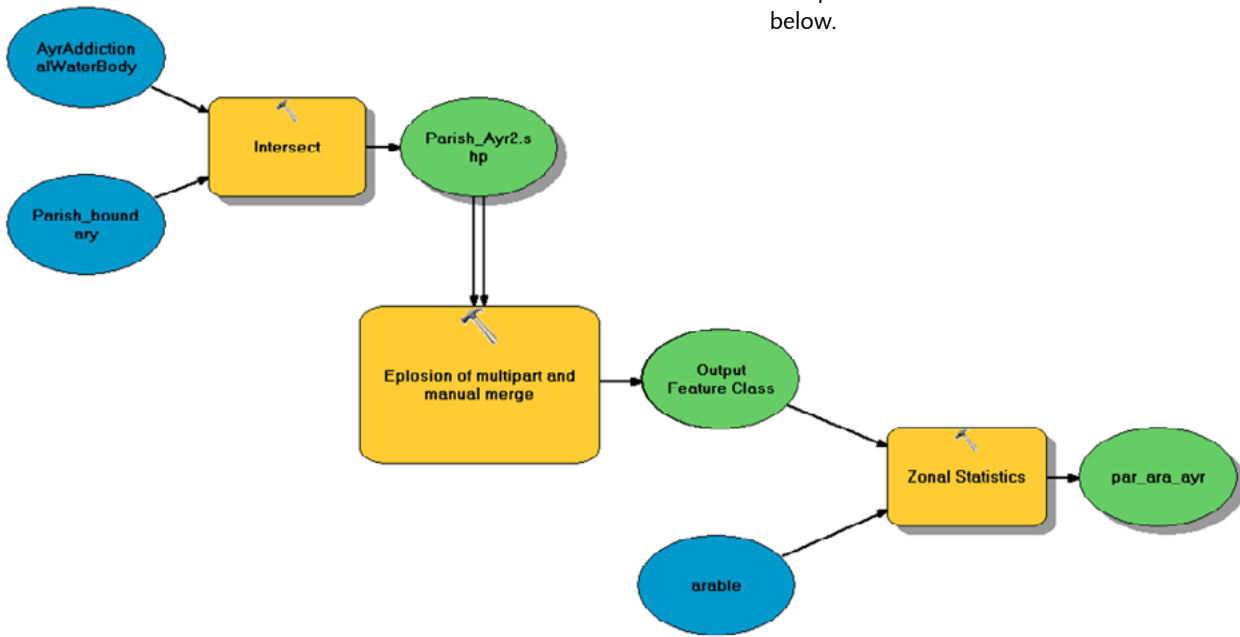 below.
AyrAddiction
alWaterBody
Intersect
Parish_Ayr2.s
hp
Parish_bound
ary
Eplosion of multipart and
manual merge
Output
Feature Class
Zonal Statistics
par_ara_ayr
arable